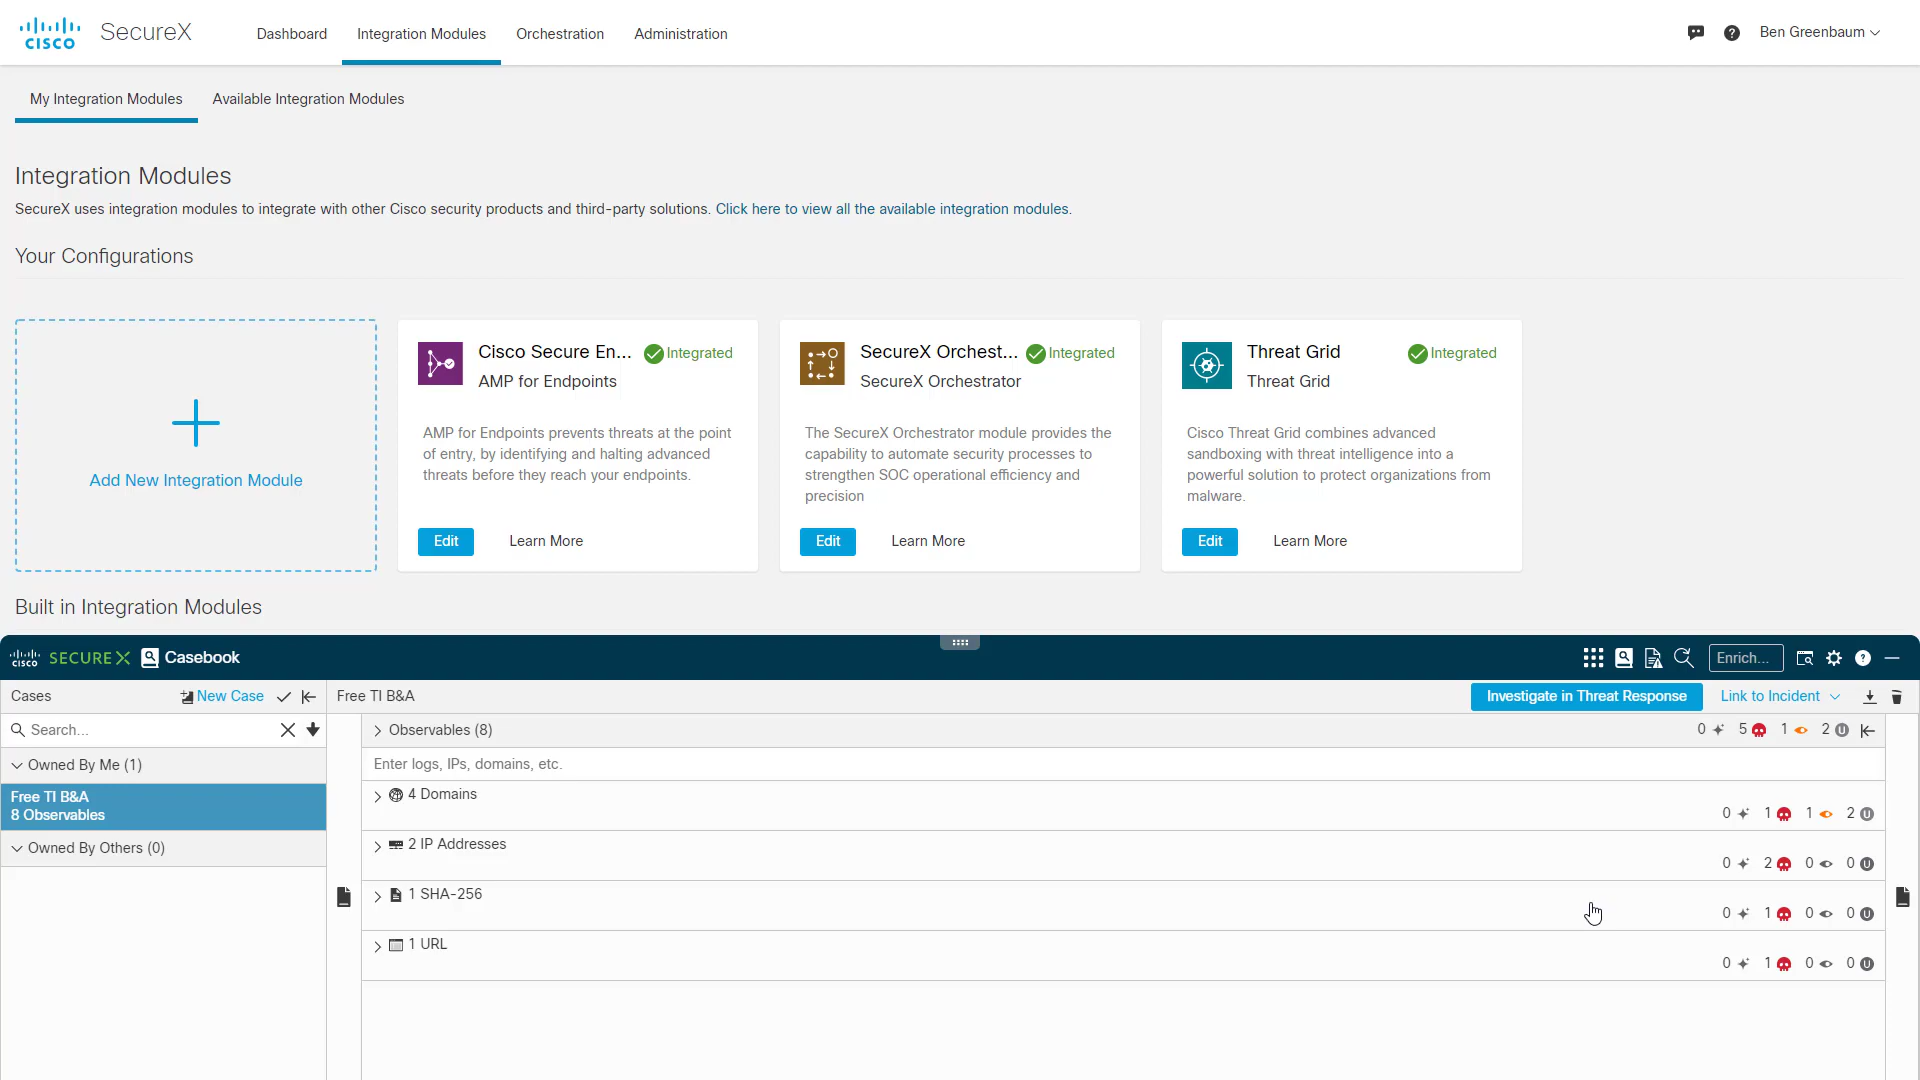 CISCO
SecureX
Dashboard
Integration Modules
Orchestration
Administration
Ben Greenbaum
My Integration Modules
Available Integration Modules
Integration Modules
SecureX uses integration modules to integrate with other Cisco security products and third-party solutions. Click here to view all the available integration modules.
Your Configurations
Add New Integration Module
Cisco Secure En...
Integrated
AMP for Endpoints
AMP for Endpoints prevents threats at the point
of entry, by identifying and halting advanced
threats before they reach your endpoints.
Edit
Learn More
SecureX Orchest...
Integrated
SecureX Orchestrator
The SecureX Orchestrator module provides the
capability to automate security processes to
strengthen SOC operational efficiency and
precision
Edit
Learn More
Threat Grid
Integrated
Threat Grid
Cisco Threat Grid combines advanced
sandboxing with threat intelligence into a
powerful solution to protect organizations from
malware.
Edit
Learn More
Built in Integration Modules
CISCO SECUREX Casebook
Enrich...
Cases
New Case
Free TI B&A
Investigate in Threat Response
Link to Incident
Search...
Observables (8)
0 5 1 2 U
Owned By Me (1)
Enter logs, IPs, domains, etc.
Free TI B&A
8 Observables
4 Domains
0 1 1 2 U
Owned By Others (0)
2 IP Addresses
0 2 0 0 U
1 SHA-256
0 1 0 0 U
1 URL
0 1 0 0 U